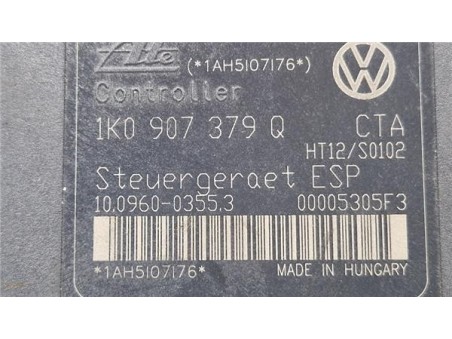 Ate (*1AH5107176*)
Controller
1K0 907 379 Q CTA
HT12/S0102
Steuergeraet ESP
10.0960-0355.3 00005305F3
*1AH5107176* MADE IN HUNGARY